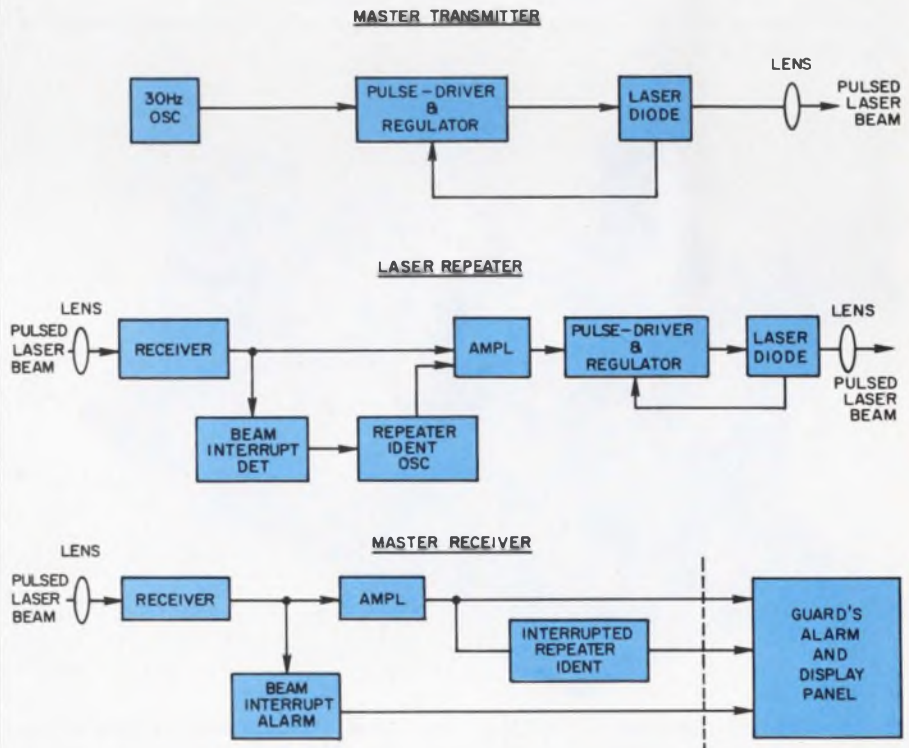 MASTER TRANSMITTER
30Hz
OSC
PULSE-DRIVER
&
REGULATOR
LASER
DIODE
LENS
PULSED
LASER
BEAM
LASER REPEATER
LENS
PULSED
LASER
BEAM
RECEIVER
BEAM
INTERRUPT
DET
REPEATER
IDENT
OSC
AMPL
PULSE-DRIVER
&
REGULATOR
LASER
DIODE
LENS
PULSED
LASER
BEAM
MASTER RECEIVER
LENS
PULSED
LASER
BEAM
RECEIVER
BEAM
INTERRUPT
ALARM
AMPL
INTERRUPTED
REPEATER
IDENT
GUARD'S
ALARM
AND
DISPLAY
PANEL